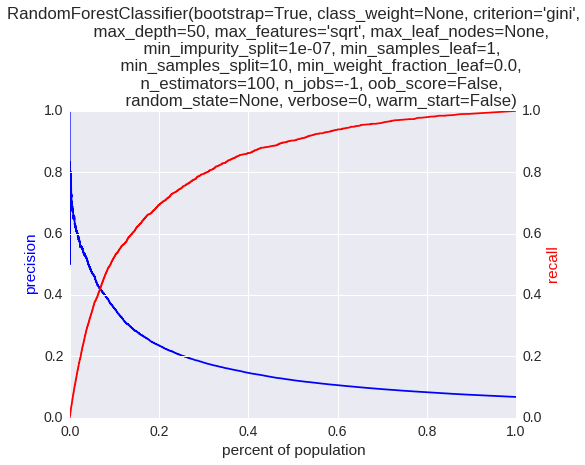 RandomForestClassifier(bootstrap=True, class_weight=None, criterion='gini',
max_depth=50, max_features='sqrt', max_leaf_nodes=None,
min_impurity_split=1e-07, min_samples_leaf=1,
min_samples_split=10, min_weight_fraction_leaf=0.0,
n_estimators=100, n_jobs=-1, oob_score=False,
random_state=None, verbose=0, warm_start=False)
1.0
0.8
0.6
0.4
0.2
0.0
precision
1.0
0.8
0.6
0.4
0.2
0.0
recall
0.0 0.2 0.4 0.6 0.8 1.0
percent of population